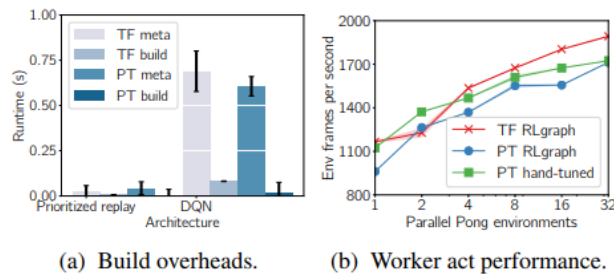 1.00
0.75
0.50
0.25
0.00
Runtime (s)
TF meta
TF build
PT meta
PT build
Prioritized replay
DQN
Architecture
(a) Build overheads.
2000
1700
1400
1100
800
Env frames per second
TF RLgraph
PT RLgraph
PT hand-tuned
1 2 4 8 16 32
Parallel Pong environments
(b) Worker act performance.